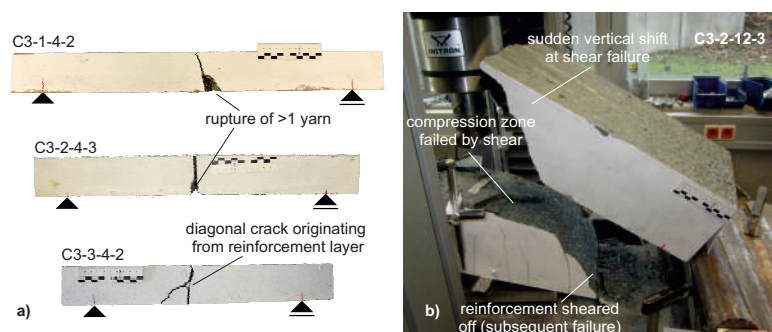 C3-1-4-2
rupture of >1 yarn
C3-2-4-3
diagonal crack originating
from reinforcement layer
C3-3-4-2
a)
INSTRON
sudden vertical shift
at shear failure
C3-2-12-3
compression zone
failed by shear
reinforcement sheared
off (subsequent failure)
b)